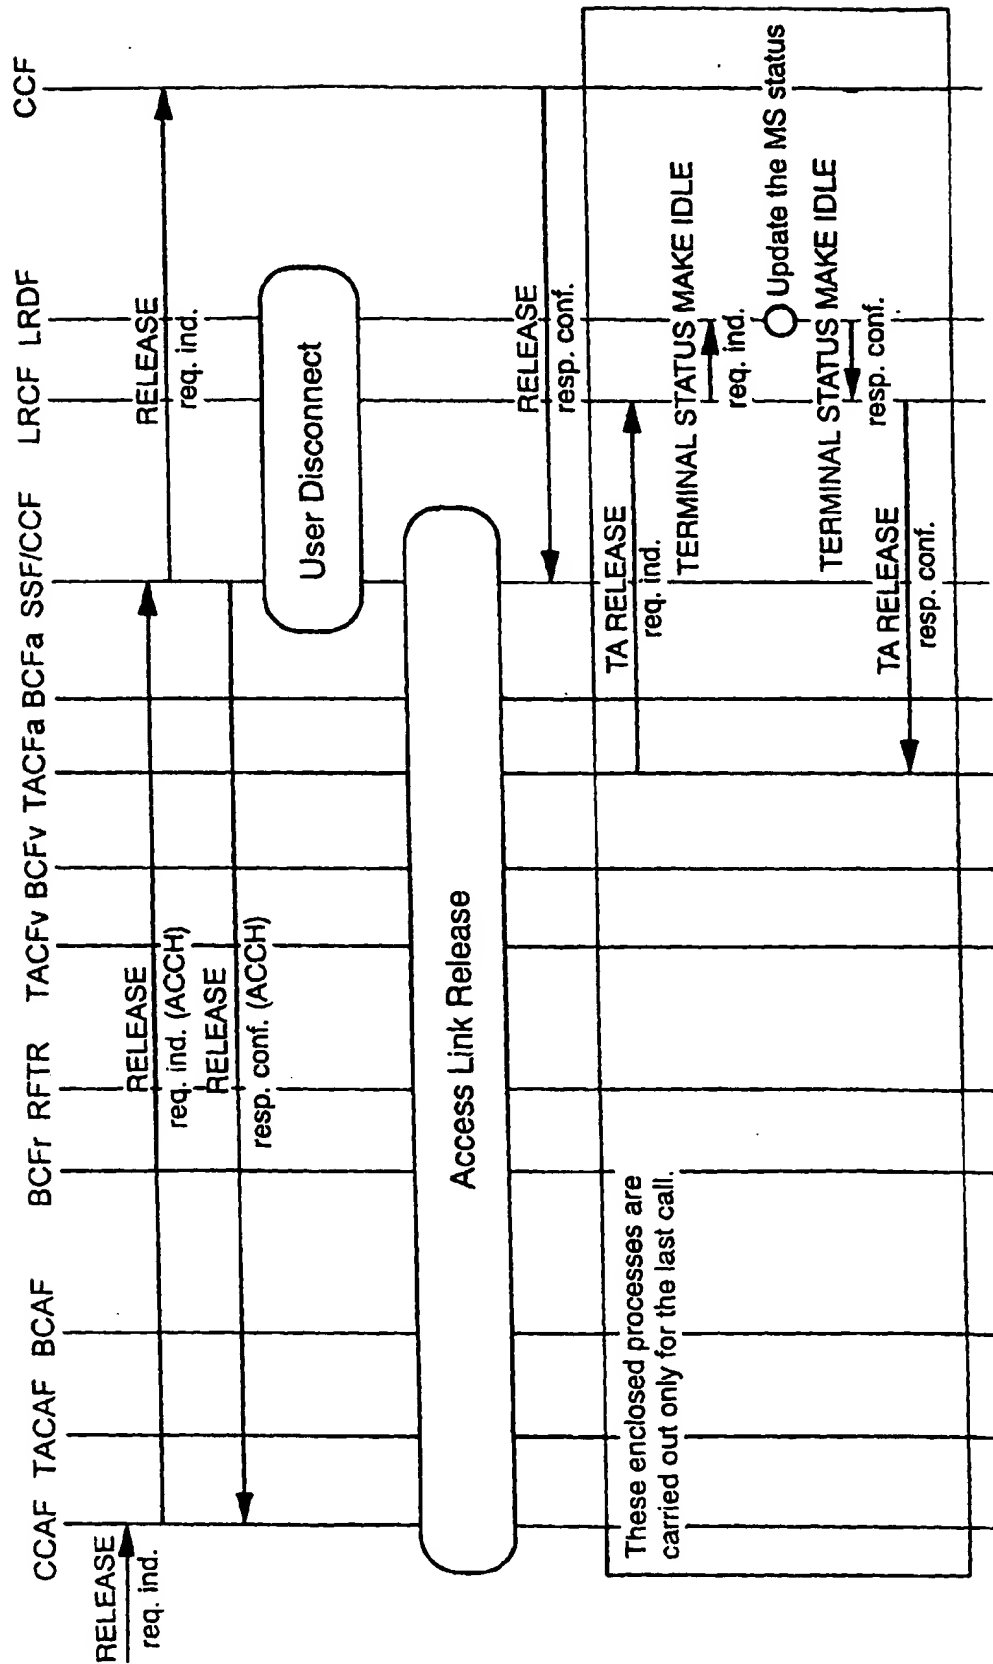 CCAF TACAF BCAF BCFr RFTR TACFv BCFv TACFa BCFa SSF/CCF LRCF LRDF CCF
RELEASE
req. ind.
RELEASE
req. ind. (ACCH)
RELEASE
req. ind.
RELEASE
resp. conf. (ACCH)
User Disconnect
Access Link Release
RELEASE
resp. conf.
These enclosed processes are
carried out only for the last call.
TA RELEASE
req. ind.
TERMINAL STATUS MAKE IDLE
req. ind.
Update the MS status
TERMINAL STATUS MAKE IDLE
resp. conf.
TA RELEASE
resp. conf.